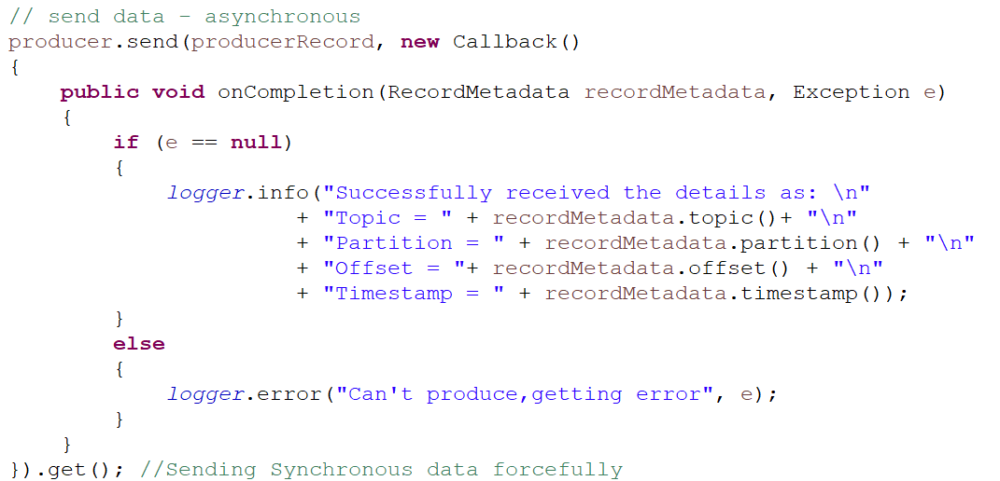 // send data - asynchronous
producer.send(producerRecord, new Callback()
{
    public void onCompletion(RecordMetadata recordMetadata, Exception e)
    {
        if (e == null)
        {
            logger.info("Successfully received the details as: \n"
                      + "Topic = " + recordMetadata.topic()+ "\n"
                      + "Partition = " + recordMetadata.partition() + "\n"
                      + "Offset = "+ recordMetadata.offset() + "\n"
                      + "Timestamp = " + recordMetadata.timestamp());
        }
        else
        {
            logger.error("Can't produce,getting error", e);
        }
    }
}).get(); //Sending Synchronous data forcefully